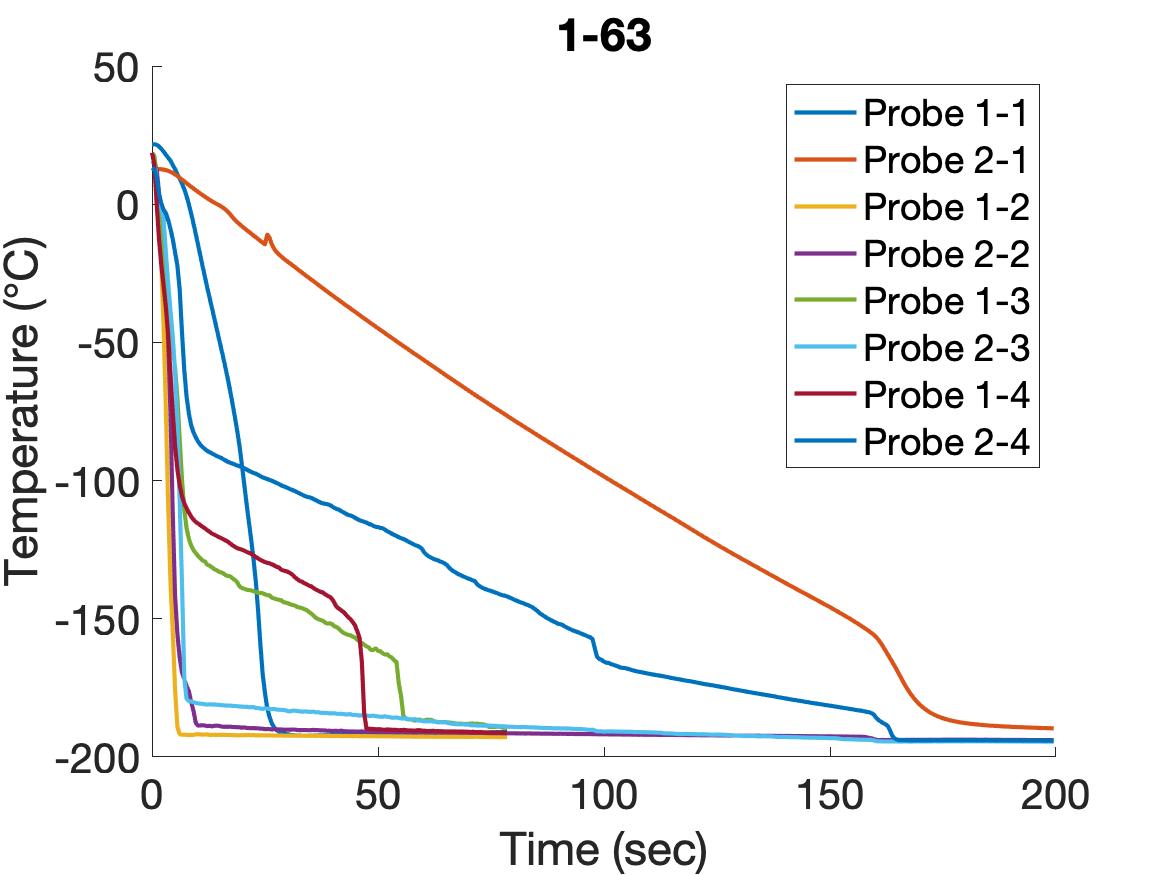 1-63
50
0
-50
-100
-150
-200
Temperature (°C)
0 50 100 150 200
Time (sec)
Probe 1-1
Probe 2-1
Probe 1-2
Probe 2-2
Probe 1-3
Probe 2-3
Probe 1-4
Probe 2-4